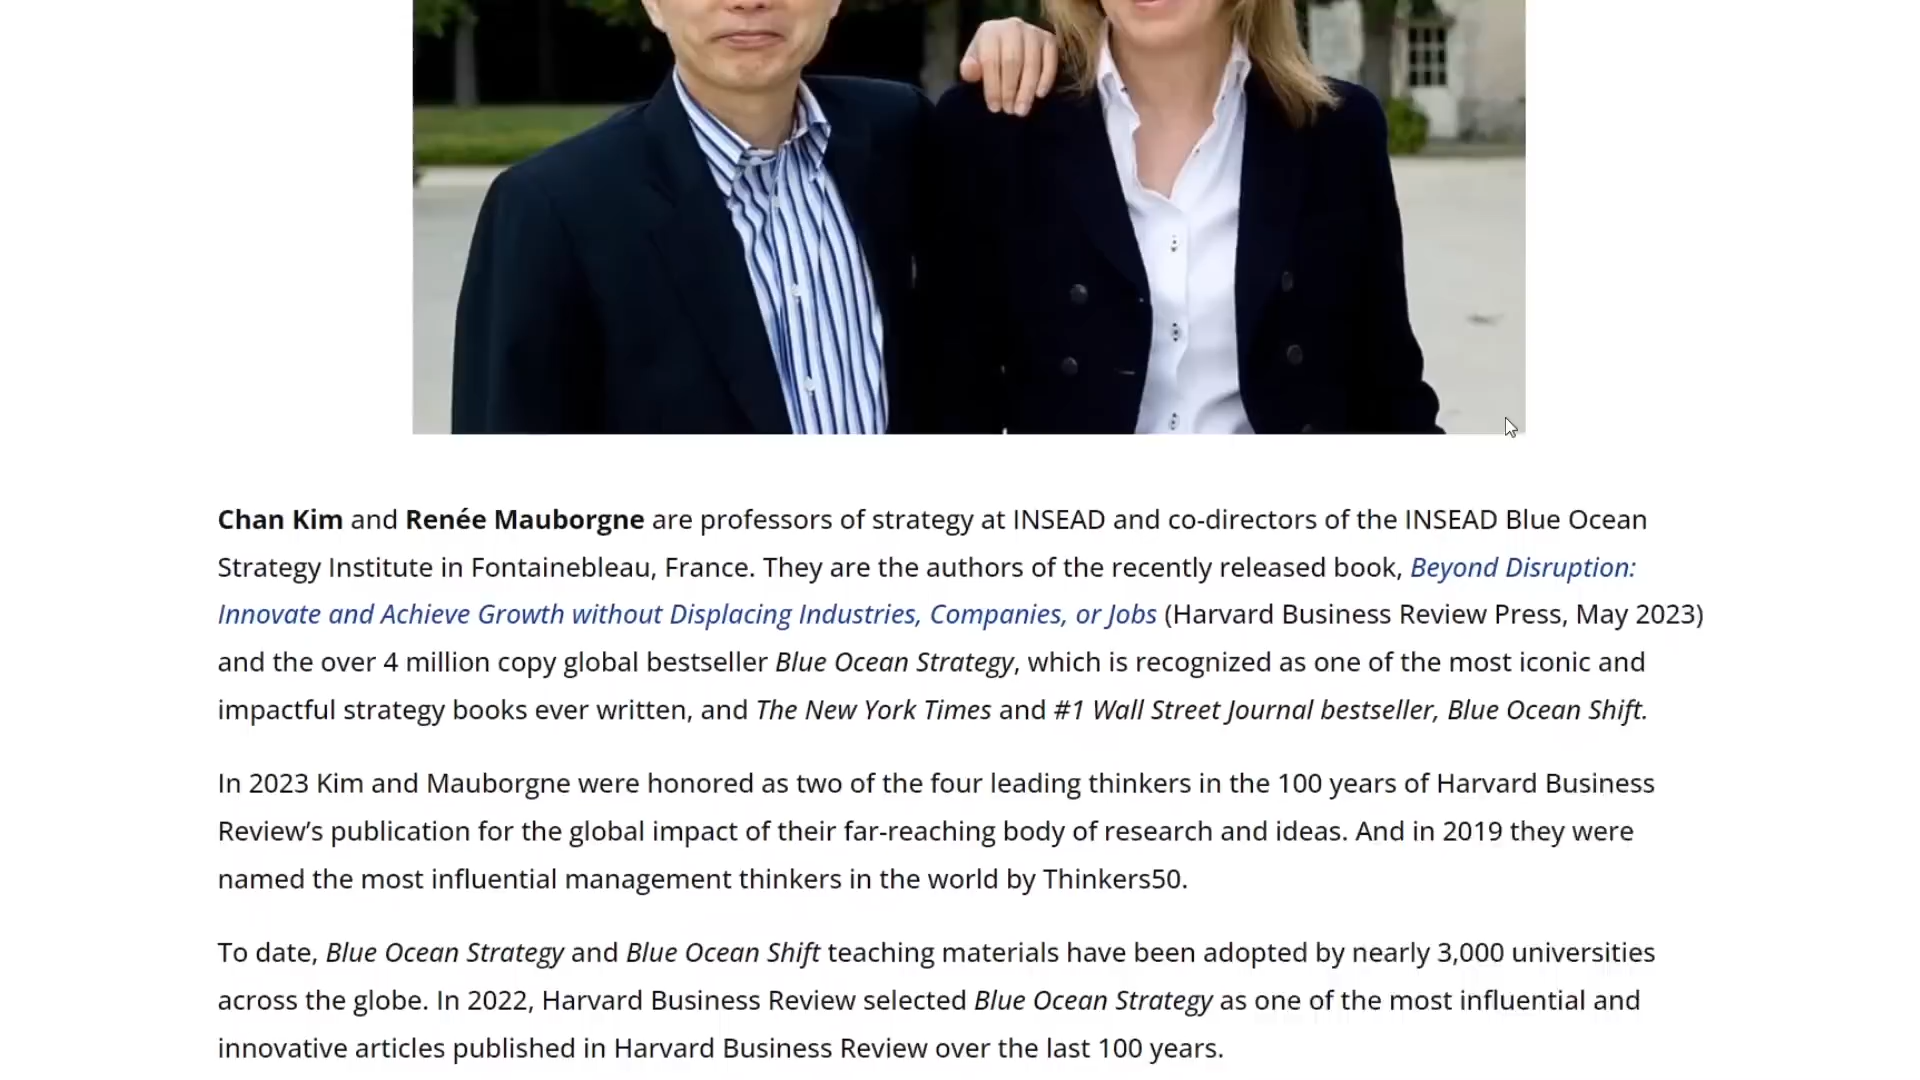 Chan Kim and Renée Mauborgne are professors of strategy at INSEAD and co-directors of the INSEAD Blue Ocean
Strategy Institute in Fontainebleau, France. They are the authors of the recently released book, Beyond Disruption:
Innovate and Achieve Growth without Displacing Industries, Companies, or Jobs (Harvard Business Review Press, May 2023)
and the over 4 million copy global bestseller Blue Ocean Strategy, which is recognized as one of the most iconic and
impactful strategy books ever written, and The New York Times and #1 Wall Street Journal bestseller, Blue Ocean Shift.
In 2023 Kim and Mauborgne were honored as two of the four leading thinkers in the 100 years of Harvard Business
Review’s publication for the global impact of their far-reaching body of research and ideas. And in 2019 they were
named the most influential management thinkers in the world by Thinkers50.
To date, Blue Ocean Strategy and Blue Ocean Shift teaching materials have been adopted by nearly 3,000 universities
across the globe. In 2022, Harvard Business Review selected Blue Ocean Strategy as one of the most influential and
innovative articles published in Harvard Business Review over the last 100 years.